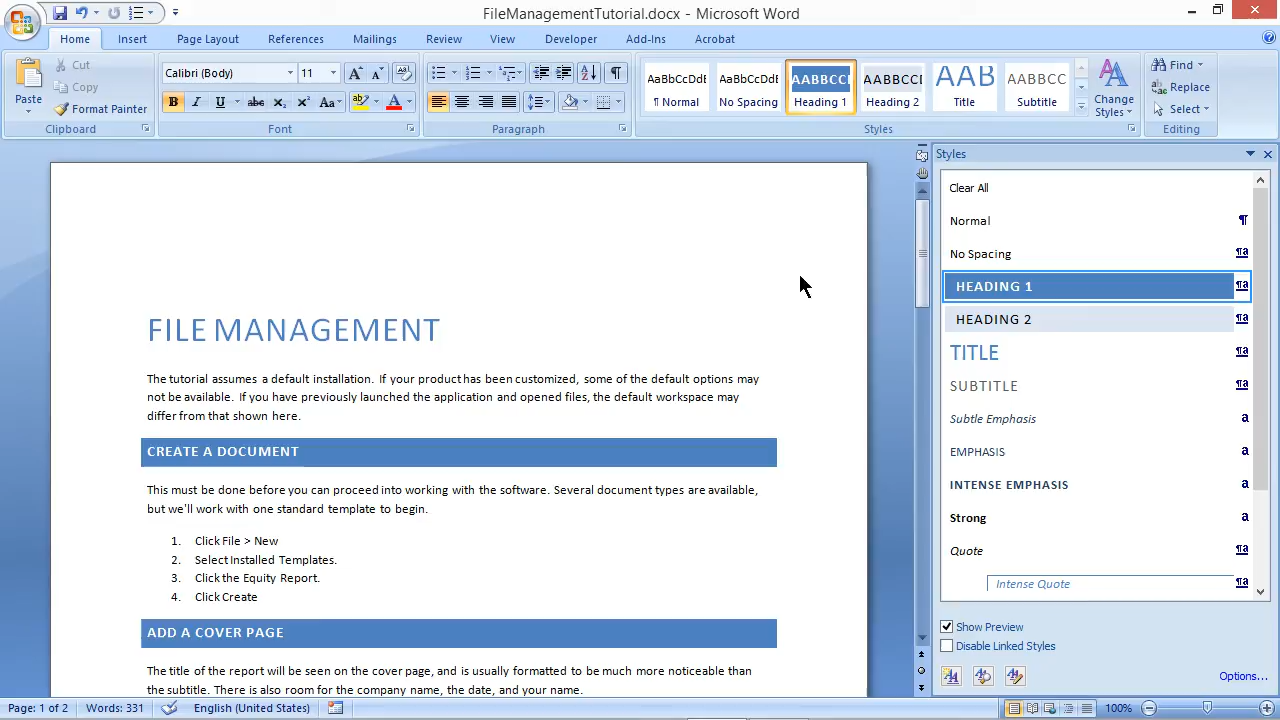 FileManagementTutorial.docx - Microsoft Word
Home Insert Page Layout References Mailings Review View Developer Add-Ins Acrobat
Paste
Cut
Copy
Format Painter
Clipboard
Calibri (Body) 11
B I U abc X₂ X² Aa ab A
Font
Paragraph
AaBbCcDdE AaBbCcDdE AABBCCI AABBCCI AAB AABBCC
¶ Normal No Spacing Heading 1 Heading 2 Title Subtitle
Change Styles
Styles
Find
Replace
Select
Editing
FILE MANAGEMENT
The tutorial assumes a default installation. If your product has been customized, some of the default options may
not be available. If you have previously launched the application and opened files, the default workspace may
differ from that shown here.
CREATE A DOCUMENT
This must be done before you can proceed into working with the software. Several document types are available,
but we'll work with one standard template to begin.
1. Click File > New
2. Select Installed Templates.
3. Click the Equity Report.
4. Click Create
ADD A COVER PAGE
The title of the report will be seen on the cover page, and is usually formatted to be much more noticeable than
the subtitle. There is also room for the company name, the date, and your name.
Styles
Clear All
Normal ¶
No Spacing ¶a
HEADING 1 ¶a
HEADING 2 ¶a
TITLE ¶a
SUBTITLE ¶a
Subtle Emphasis a
EMPHASIS a
INTENSE EMPHASIS a
Strong a
Quote ¶a
Intense Quote ¶a
Show Preview
Disable Linked Styles
Options...
Page: 1 of 2 Words: 331 English (United States) 100%